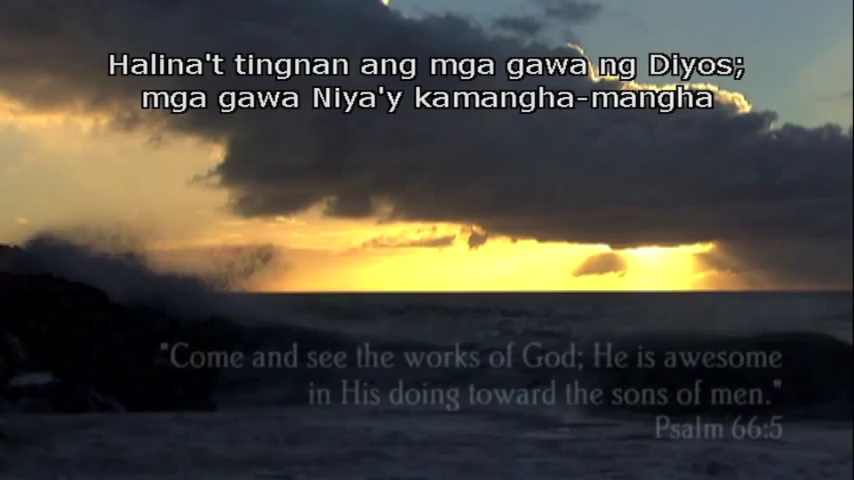 Halina't tingnan ang mga gawa ng Diyos;
mga gawa Niya'y kamangha-mangha
"Come and see the works of God; He is awesome
in His doing toward the sons of men."
Psalm 66:5